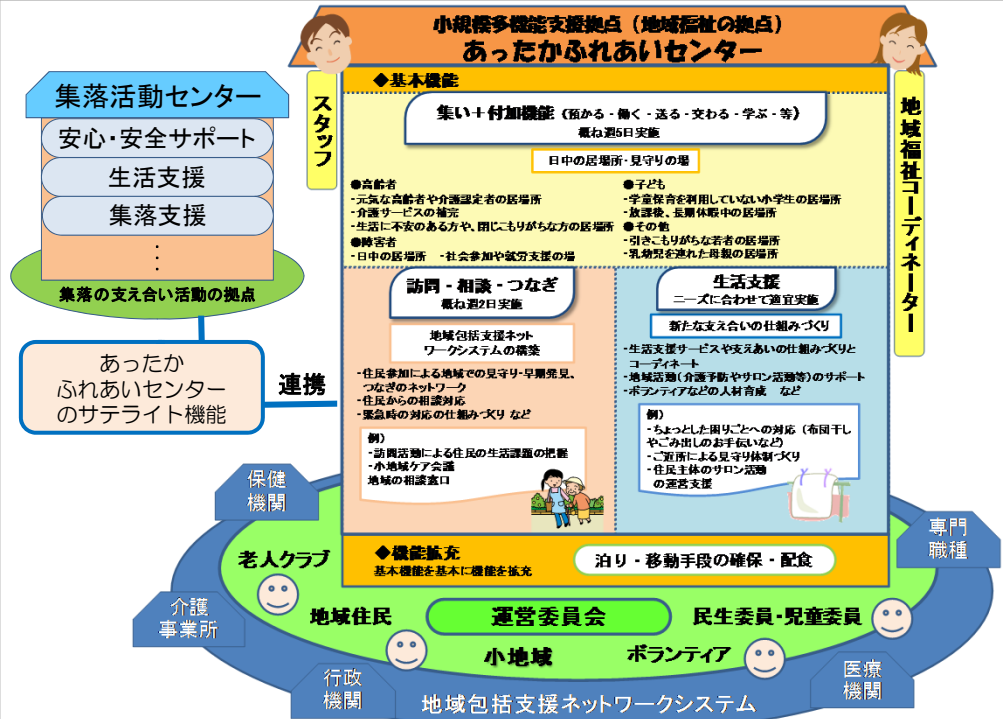 小規模多機能支援拠点（地域福祉の拠点）
あったかふれあいセンター
スタッフ
地域福祉コーディネーター
◆基本機能
集い＋付加機能（預かる・働く・送る・交わる・学ぶ・等）
概ね週5日実施
日中の居場所・見守りの場
●高齢者
・元気な高齢者や介護認定者の居場所
・介護サービスの補完
・生活に不安のある方や、閉じこもりがちな方の居場所
●障害者
・日中の居場所　・社会参加や就労支援の場
●子ども
・学童保育を利用していない小学生の居場所
・放課後、長期休暇中の居場所
●その他
・引きこもりがちな若者の居場所
・乳幼児を連れた母親の居場所
訪問・相談・つなぎ
概ね週2日実施
地域包括支援ネット
ワークシステムの構築
・住民参加による地域での見守り・早期発見、
つなぎのネットワーク
・住民からの相談対応
・緊急時の対応の仕組みづくり など
例）
・訪問活動による住民の生活課題の把握
・小地域ケア会議
地域の相談窓口
生活支援
ニーズに合わせて適宜実施
新たな支え合いの仕組みづくり
・生活支援サービスや支えあいの仕組みづくりと
コーディネート
・地域活動（介護予防やサロン活動等）のサポート
・ボランティアなどの人材育成　など
例）
・ちょっとした困りごとへの対応（布団干し
やごみ出しのお手伝いなど）
・ご近所による見守り体制づくり
・住民主体のサロン活動
の運営支援
◆機能拡充
基本機能を基本に機能を拡充
泊り・移動手段の確保・配食
集落活動センター
安心・安全サポート
生活支援
集落支援
・
・
・
集落の支え合い活動の拠点
あったか
ふれあいセンター
のサテライト機能
連携
保健
機関
専門
職種
老人クラブ
介護
事業所
地域住民
運営委員会
民生委員・児童委員
小地域
ボランティア
行政
機関
医療
機関
地域包括支援ネットワークシステム